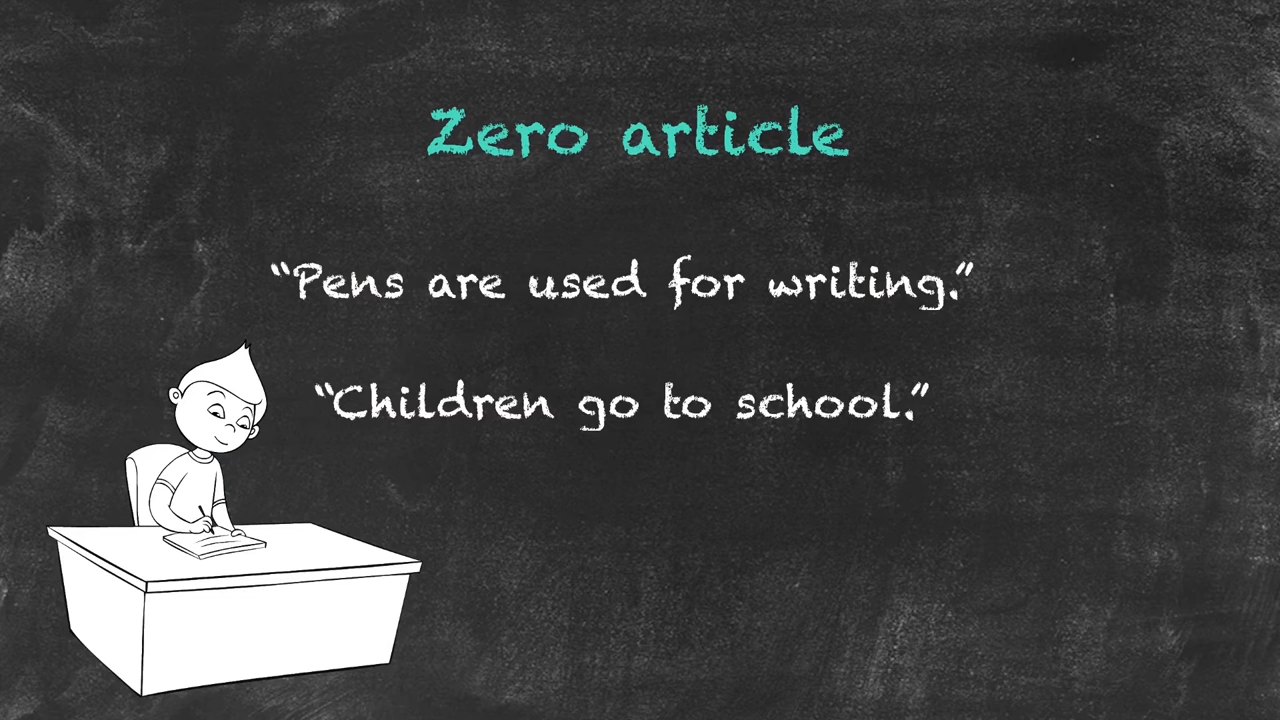 Zero article
“Pens are used for writing.”
“Children go to school.”